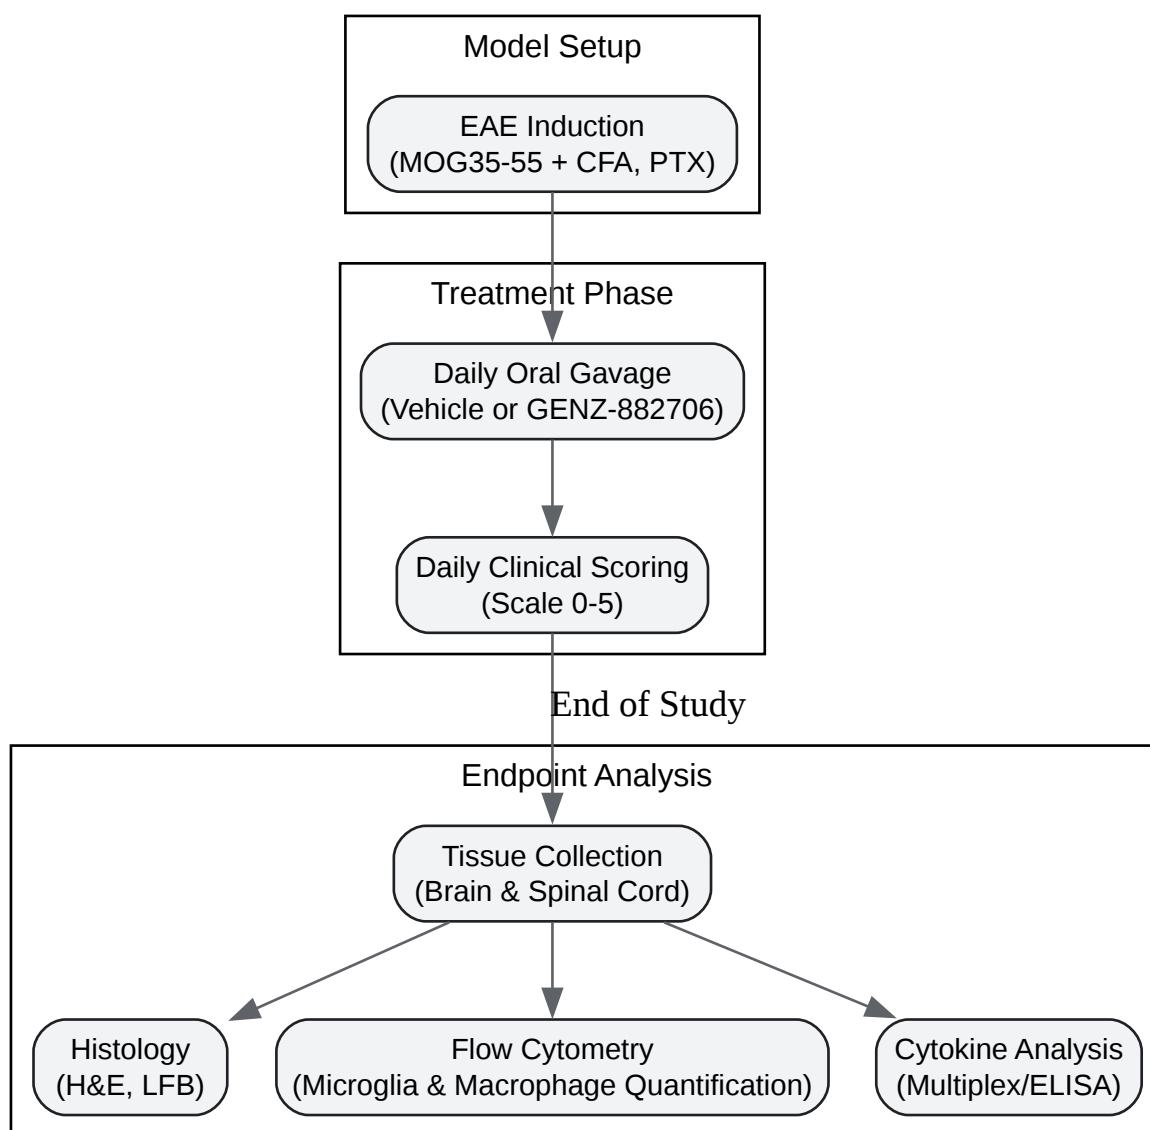 Model Setup
EAE Induction
(MOG35-55 + CFA, PTX)
Treatment Phase
Daily Oral Gavage
(Vehicle or GENZ-882706)
Daily Clinical Scoring
(Scale 0-5)
End of Study
Endpoint Analysis
Tissue Collection
(Brain & Spinal Cord)
Histology
(H&E, LFB)
Flow Cytometry
(Microglia & Macrophage Quantification)
Cytokine Analysis
(Multiplex/ELISA)